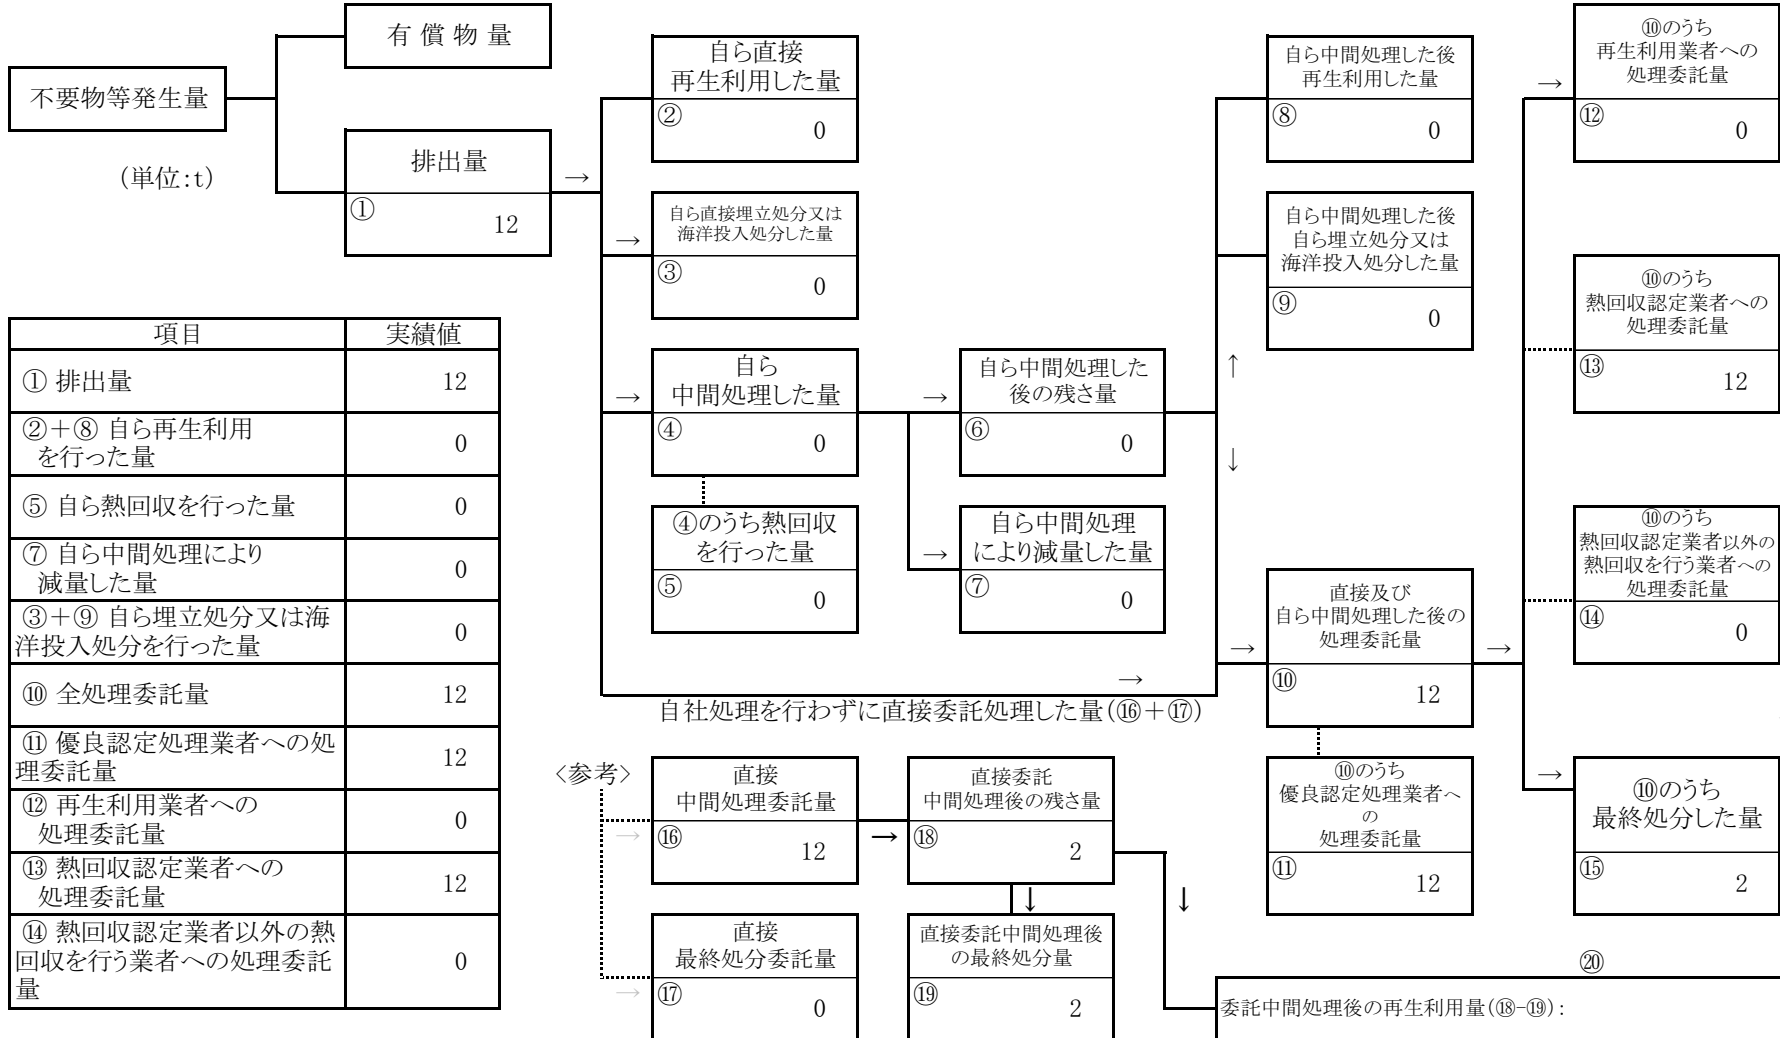 不要物等発生量
(単位:t)
有 償 物 量
排出量
①
12
→
自ら直接
再生利用した量
②
0
→
自ら直接埋立処分又は
海洋投入処分した量
③
0
→
自ら
中間処理した量
④
0
④のうち熱回収
を行った量
⑤
0
→
自ら中間処理した
後の残さ量
⑥
0
→
自ら中間処理
により減量した量
⑦
0
↑
↓
自ら中間処理した後
再生利用した量
⑧
0
自ら中間処理した後
自ら埋立処分又は
海洋投入処分した量
⑨
0
→
自社処理を行わずに直接委託処理した量(⑯+⑰)
→
直接及び
自ら中間処理した後の
処理委託量
⑩
12
⑩のうち
優良認定処理業者へ
の
処理委託量
⑪
12
→
→
⑩のうち
再生利用業者への
処理委託量
⑫
0
⑩のうち
熱回収認定業者への
処理委託量
⑬
12
⑩のうち
熱回収認定業者以外の
熱回収を行う業者への
処理委託量
⑭
0
→
⑩のうち
最終処分した量
⑮
2
項目 実績値
① 排出量 12
②+⑧ 自ら再生利用
を行った量 0
⑤ 自ら熱回収を行った量 0
⑦ 自ら中間処理により
減量した量 0
③+⑨ 自ら埋立処分又は海
洋投入処分を行った量 0
⑩ 全処理委託量 12
⑪ 優良認定処理業者への処
理委託量 12
⑫ 再生利用業者への
処理委託量 0
⑬ 熱回収認定業者への
処理委託量 12
⑭ 熱回収認定業者以外の熱
回収を行う業者への処理委託
量 0
〈参考〉
→
直接
中間処理委託量
⑯
12
→
直接委託
中間処理後の残さ量
⑱
2
→
直接
最終処分委託量
⑰
0
↓
直接委託中間処理後
の最終処分量
⑲
2
↓
⑳
委託中間処理後の再生利用量(⑱-⑲):